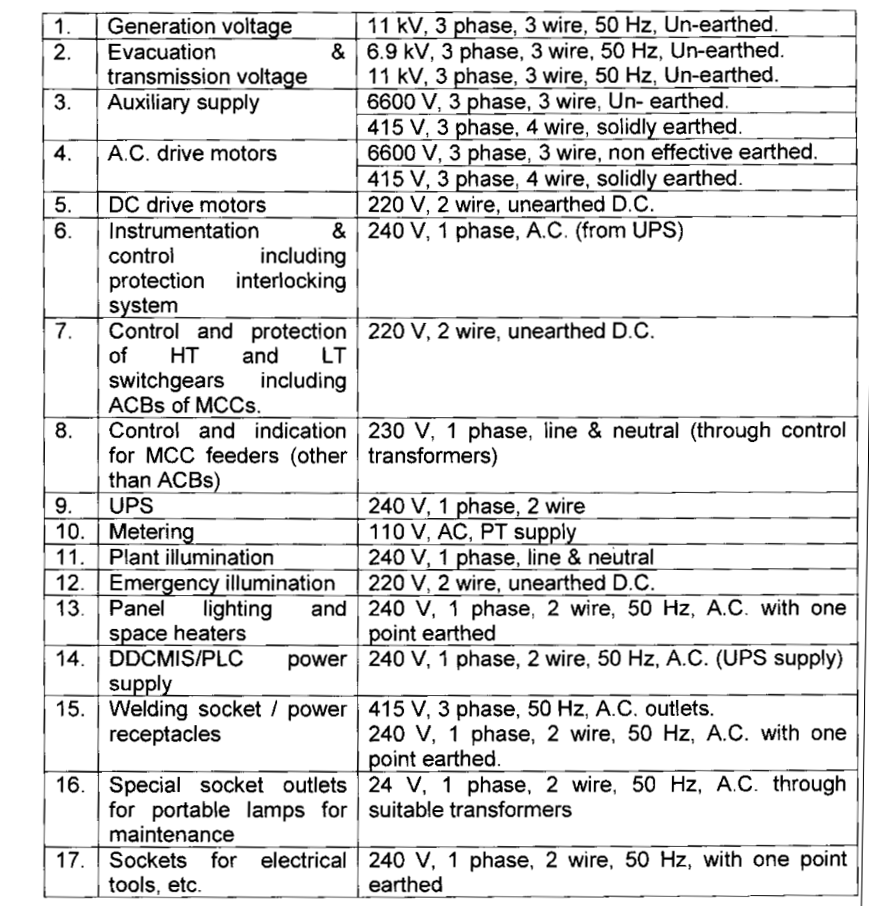 1. Generation voltage 11 kV, 3 phase, 3 wire, 50 Hz, Un-earthed.
2. Evacuation & 6.9 kV, 3 phase, 3 wire, 50 Hz, Un-earthed.
transmission voltage 11 kV, 3 phase, 3 wire, 50 Hz, Un-earthed.
3. Auxiliary supply 6600 V, 3 phase, 3 wire, Un- earthed.
415 V, 3 phase, 4 wire, solidly earthed.
4. A.C. drive motors 6600 V, 3 phase, 3 wire, non effective earthed.
415 V, 3 phase, 4 wire, solidly earthed.
5. DC drive motors 220 V, 2 wire, unearthed D.C.
6. Instrumentation & 240 V, 1 phase, A.C. (from UPS)
control including
protection interlocking
system
7. Control and protection 220 V, 2 wire, unearthed D.C.
of HT and LT
switchgears including
ACBs of MCCs.
8. Control and indication 230 V, 1 phase, line & neutral (through control
for MCC feeders (other transformers)
than ACBs)
9. UPS 240 V, 1 phase, 2 wire
10. Metering 110 V, AC, PT supply
11. Plant illumination 240 V, 1 phase, line & neutral
12. Emergency illumination 220 V, 2 wire, unearthed D.C.
13. Panel lighting and 240 V, 1 phase, 2 wire, 50 Hz, A.C. with one
space heaters point earthed
14. DDCMIS/PLC power 240 V, 1 phase, 2 wire, 50 Hz, A.C. (UPS supply)
supply
15. Welding socket / power 415 V, 3 phase, 50 Hz, A.C. outlets.
receptacles 240 V, 1 phase, 2 wire, 50 Hz, A.C. with one
point earthed.
16. Special socket outlets 24 V, 1 phase, 2 wire, 50 Hz, A.C. through
for portable lamps for suitable transformers
maintenance
17. Sockets for electrical 240 V, 1 phase, 2 wire, 50 Hz, with one point
tools, etc. earthed